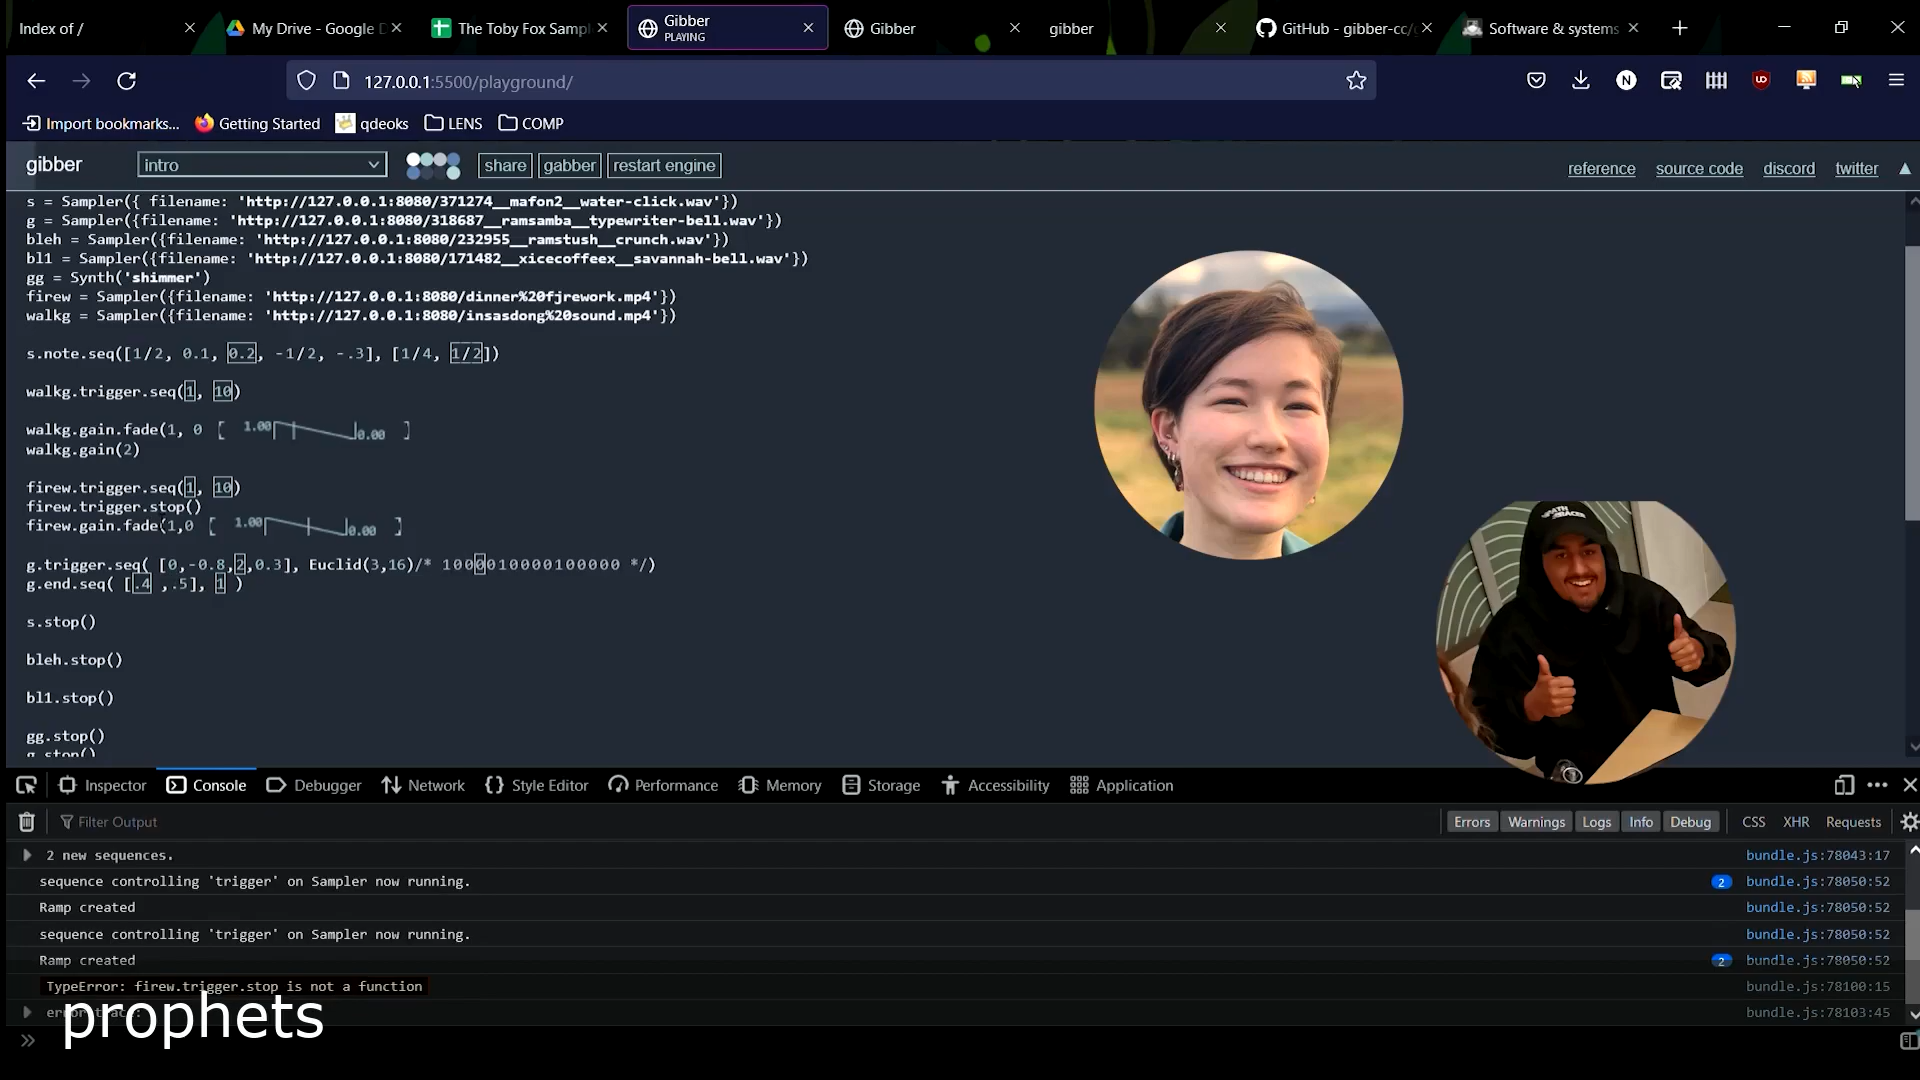 Index of /
My Drive - Google D
The Toby Fox Sampl
Gibber
PLAYING
Gibber
gibber
GitHub - gibber-cc/g
Software & systems
127.0.0.1:5500/playground/
Import bookmarks...
Getting Started
qdeoks
LENS
COMP
gibber
intro
share
gabber
restart engine
reference
source code
discord
twitter
s = Sampler({ filename: 'http://127.0.0.1:8080/371274__mafon2__water-click.wav'})
g = Sampler({filename: 'http://127.0.0.1:8080/318687__ramsamba__typewriter-bell.wav'})
bleh = Sampler({filename: 'http://127.0.0.1:8080/232955__ramstush__crunch.wav'})
bl1 = Sampler({filename: 'http://127.0.0.1:8080/171482__xicecoffeex__savannah-bell.wav'})
gg = Synth('shimmer')
firew = Sampler({filename: 'http://127.0.0.1:8080/dinner%20fjrework.mp4'})
walkg = Sampler({filename: 'http://127.0.0.1:8080/insasdong%20sound.mp4'})
s.note.seq([1/2, 0.1, 0.2, -1/2, -.3], [1/4, 1/2])
walkg.trigger.seq(1, 10)
walkg.gain.fade(1, 0 [ 1.00 0.00 ]
walkg.gain(2)
firew.trigger.seq(1, 10)
firew.trigger.stop()
firew.gain.fade(1,0 [ 1.00 0.00 ]
g.trigger.seq( [0,-0.8,2,0.3], Euclid(3,16)/* 1000010000100000 */)
g.end.seq( [.4 ,.5], 1 )
s.stop()
bleh.stop()
bl1.stop()
gg.stop()
g.stop()
Inspector
Console
Debugger
Network
Style Editor
Performance
Memory
Storage
Accessibility
Application
Filter Output
Errors
Warnings
Logs
Info
Debug
CSS
XHR
Requests
2 new sequences.
bundle.js:78043:17
sequence controlling 'trigger' on Sampler now running.
2
bundle.js:78050:52
Ramp created
bundle.js:78050:52
sequence controlling 'trigger' on Sampler now running.
bundle.js:78050:52
Ramp created
2
bundle.js:78050:52
TypeError: firew.trigger.stop is not a function
bundle.js:78100:15
error trace:
bundle.js:78103:45
prophets